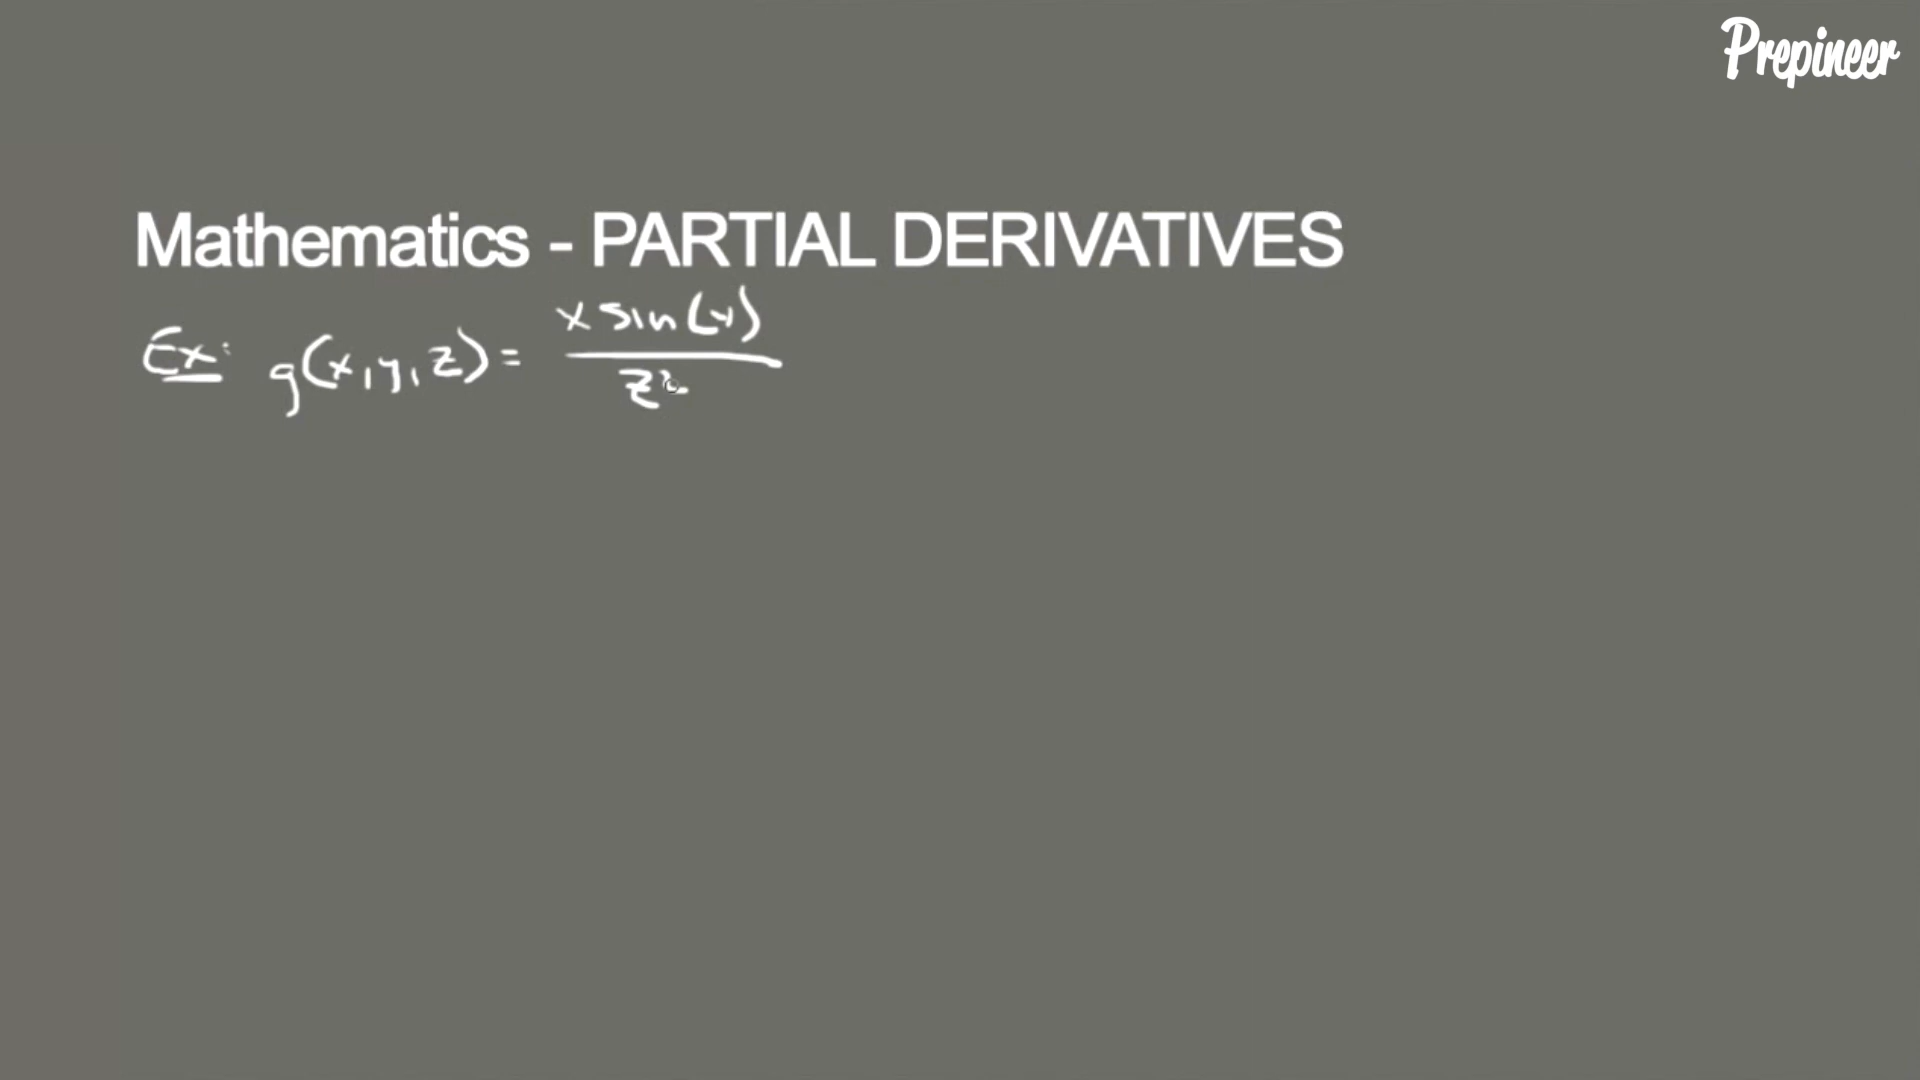 Prepineer
Mathematics - PARTIAL DERIVATIVES
Ex: g(x,y,z) = x sin(y) / z²